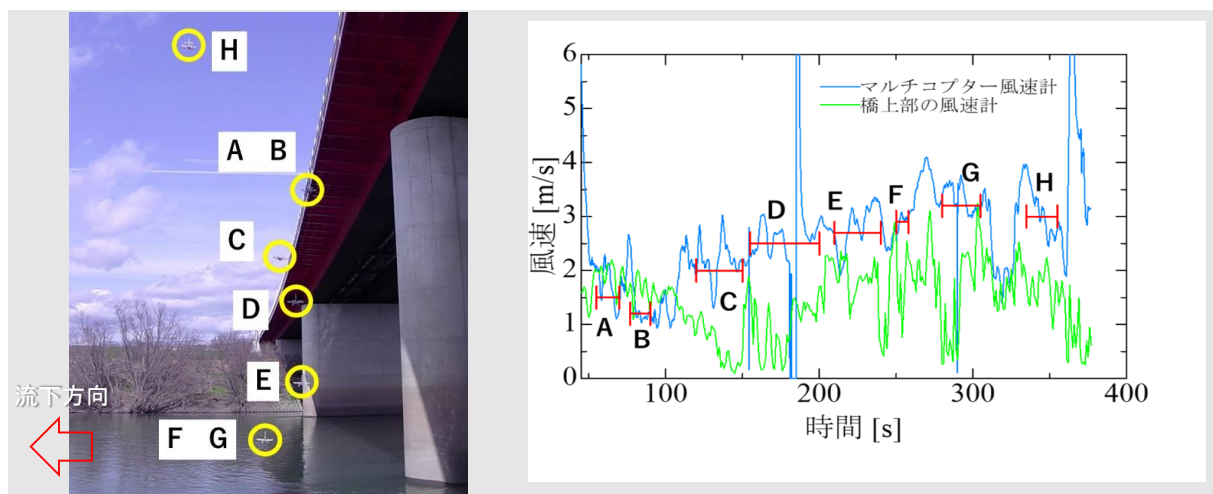 H
A B
C
D
E
F G
流下方向
風速 [m/s]
6
5
4
3
2
1
0
マルチコプター風速計
橋上部の風速計
A
B
C
D
E
F
G
H
100 200 300 400
時間 [s]